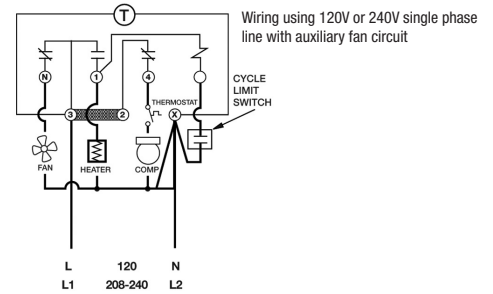 T
Wiring using 120V or 240V single phase
line with auxiliary fan circuit
N 1 4
CYCLE
LIMIT
SWITCH
THERMOSTAT
3 2 X
FAN HEATER COMP
L 120 N
L1 208-240 L2